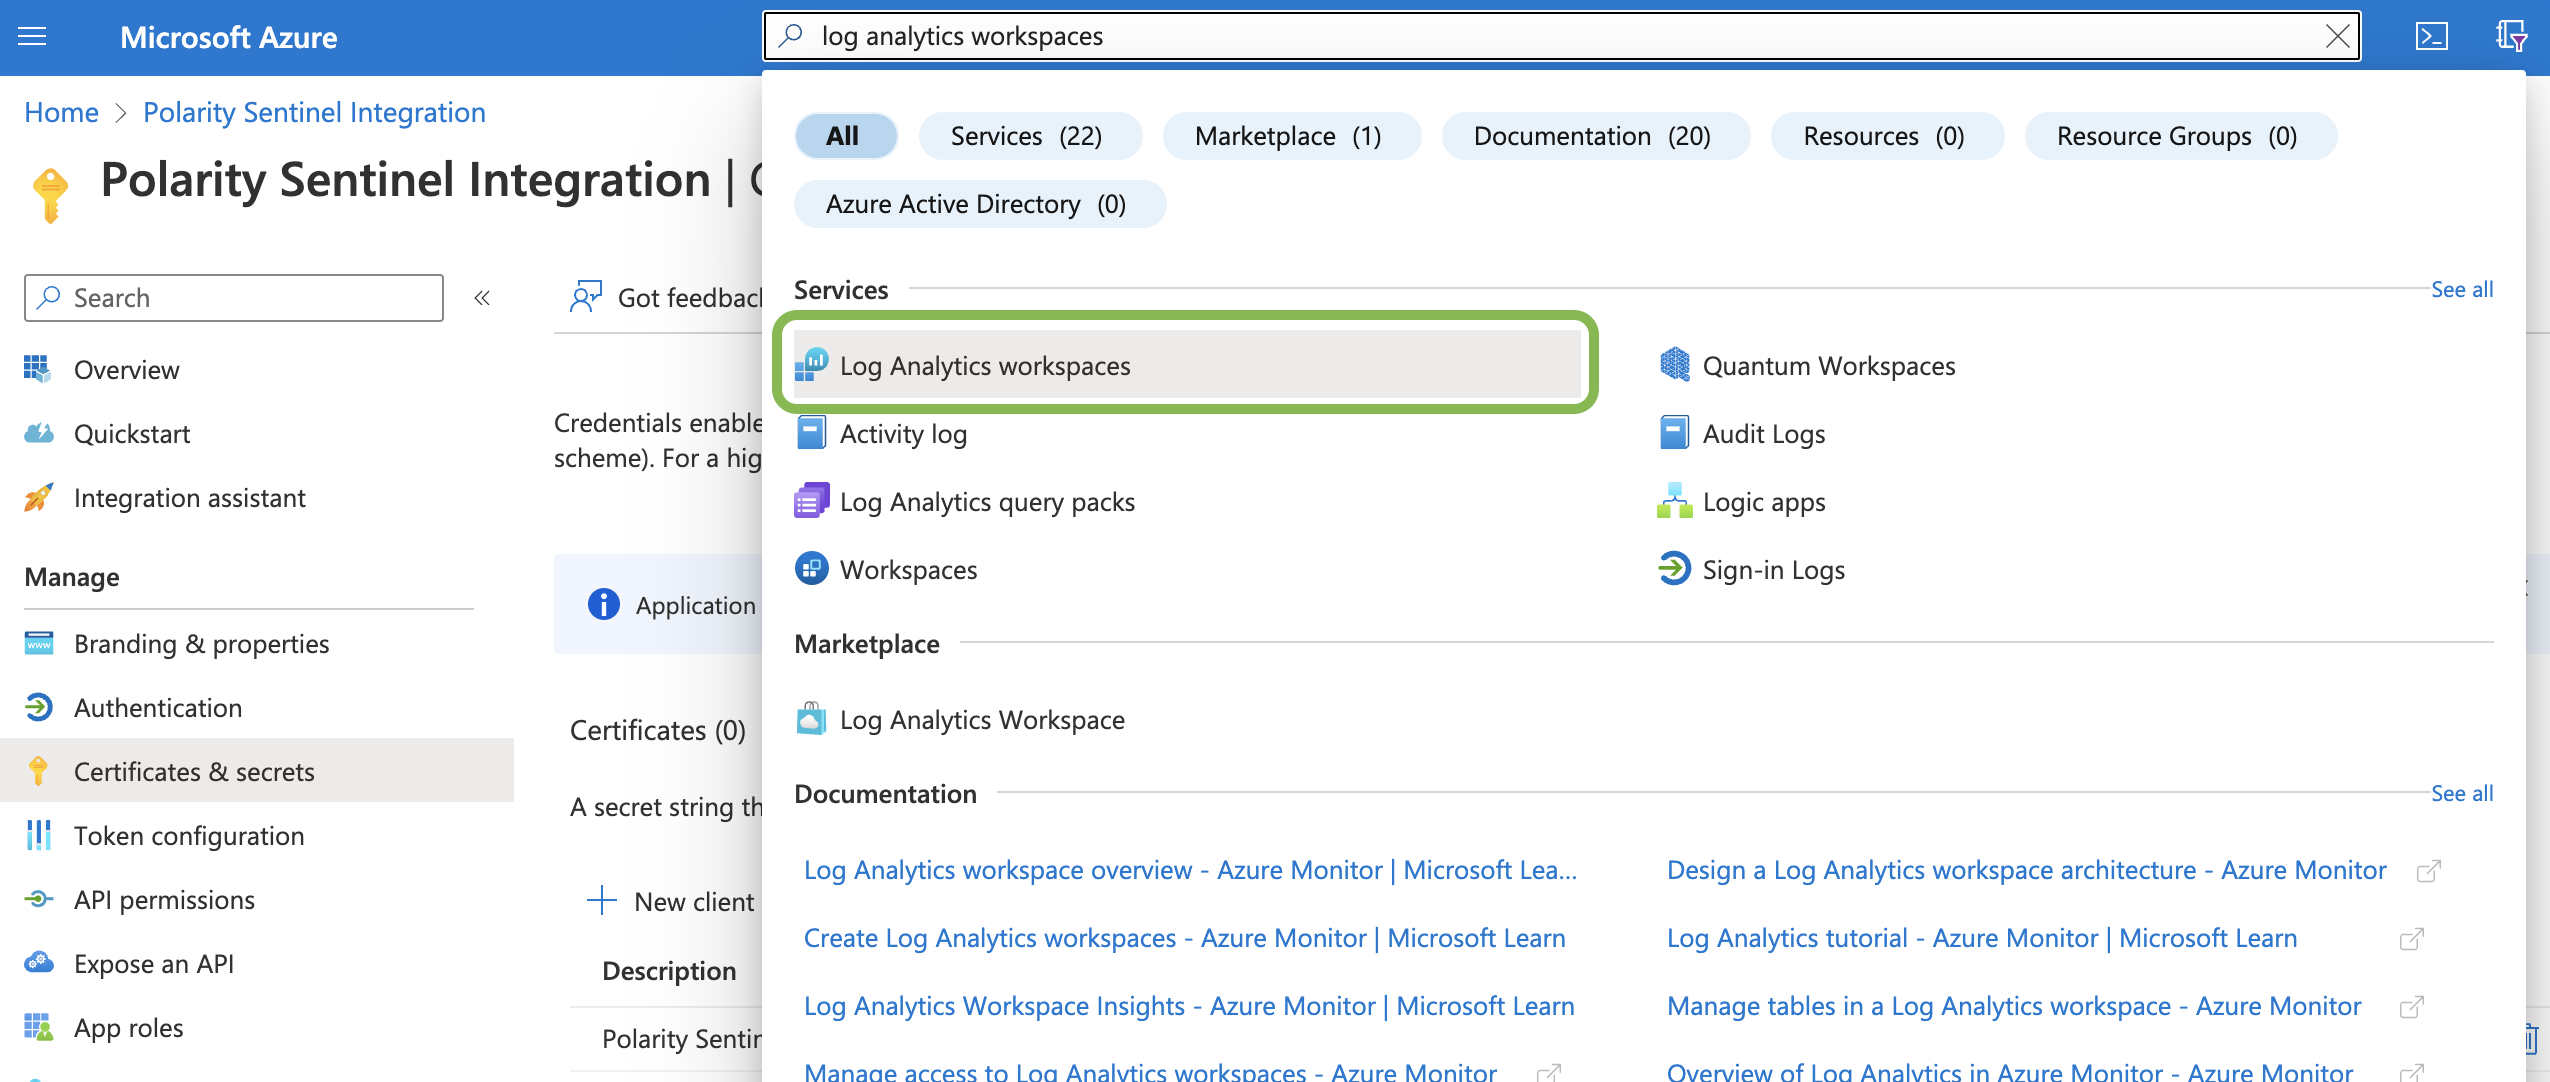 Microsoft Azure
log analytics workspaces
Home > Polarity Sentinel Integration
Polarity Sentinel Integration |
Search
«
Overview
Quickstart
Integration assistant
Manage
Branding & properties
Authentication
Certificates & secrets
Token configuration
API permissions
Expose an API
App roles
Got feedback
Credentials enable
scheme). For a hig
Application
Certificates (0)
A secret string th
New client
Description
Polarity Sentin
All
Services (22)
Marketplace (1)
Documentation (20)
Resources (0)
Resource Groups (0)
Azure Active Directory (0)
Services
See all
Log Analytics workspaces
Quantum Workspaces
Activity log
Audit Logs
Log Analytics query packs
Logic apps
Workspaces
Sign-in Logs
Marketplace
Log Analytics Workspace
Documentation
See all
Log Analytics workspace overview - Azure Monitor | Microsoft Lea...
Design a Log Analytics workspace architecture - Azure Monitor
Create Log Analytics workspaces - Azure Monitor | Microsoft Learn
Log Analytics tutorial - Azure Monitor | Microsoft Learn
Log Analytics Workspace Insights - Azure Monitor | Microsoft Learn
Manage tables in a Log Analytics workspace - Azure Monitor
Manage access to Log Analytics workspaces - Azure Monitor
Overview of Log Analytics in Azure Monitor - Azure Monitor